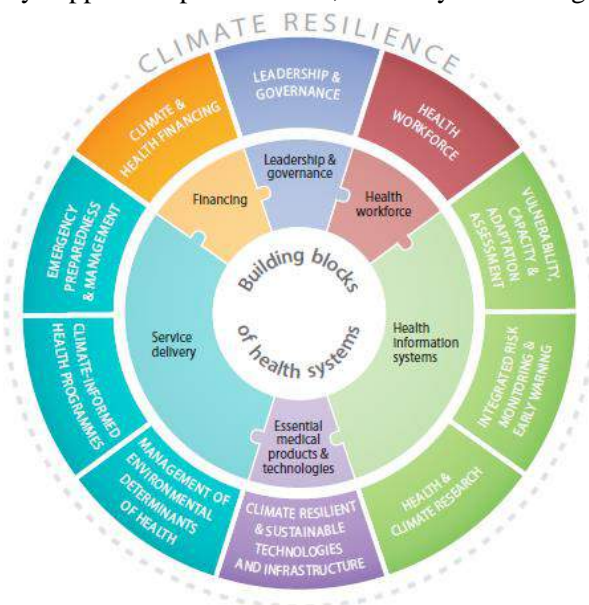 CLIMATE RESILIENCE
LEADERSHIP &
GOVERNANCE
HEALTH
WORKFORCE
VULNERABILITY,
CAPACITY &
ADAPTATION
ASSESSMENT
INTEGRATED RISK
MONITORING &
EARLY WARNING
HEALTH &
CLIMATE RESEARCH
CLIMATE RESILIENT
& SUSTAINABLE
TECHNOLOGIES
AND INFRASTRUCTURE
MANAGEMENT OF
ENVIRONMENTAL
DETERMINANTS
OF HEALTH
CLIMATE-INFORMED
HEALTH PROGRAMMES
EMERGENCY
PREPAREDNESS
& MANAGEMENT
CLIMATE &
HEALTH FINANCING
Leadership &
governance
Health
workforce
Health
information
systems
Essential
medical
products &
technologies
Service
delivery
Financing
Building blocks
of health systems